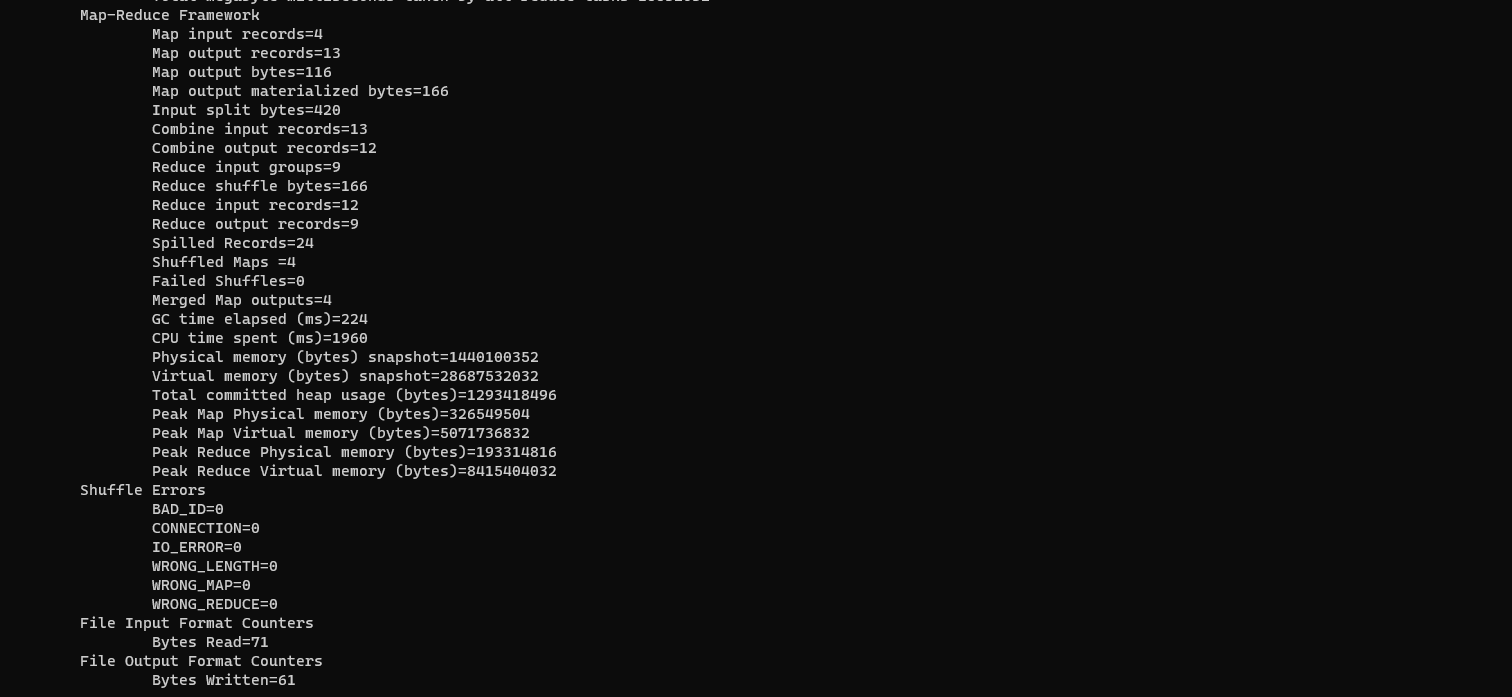 Map-Reduce Framework
Map input records=4
Map output records=13
Map output bytes=116
Map output materialized bytes=166
Input split bytes=420
Combine input records=13
Combine output records=12
Reduce input groups=9
Reduce shuffle bytes=166
Reduce input records=12
Reduce output records=9
Spilled Records=24
Shuffled Maps =4
Failed Shuffles=0
Merged Map outputs=4
GC time elapsed (ms)=224
CPU time spent (ms)=1960
Physical memory (bytes) snapshot=1440100352
Virtual memory (bytes) snapshot=28687532032
Total committed heap usage (bytes)=1293418496
Peak Map Physical memory (bytes)=326549504
Peak Map Virtual memory (bytes)=5071736832
Peak Reduce Physical memory (bytes)=193314816
Peak Reduce Virtual memory (bytes)=8415404032
Shuffle Errors
BAD_ID=0
CONNECTION=0
IO_ERROR=0
WRONG_LENGTH=0
WRONG_MAP=0
WRONG_REDUCE=0
File Input Format Counters
Bytes Read=71
File Output Format Counters
Bytes Written=61